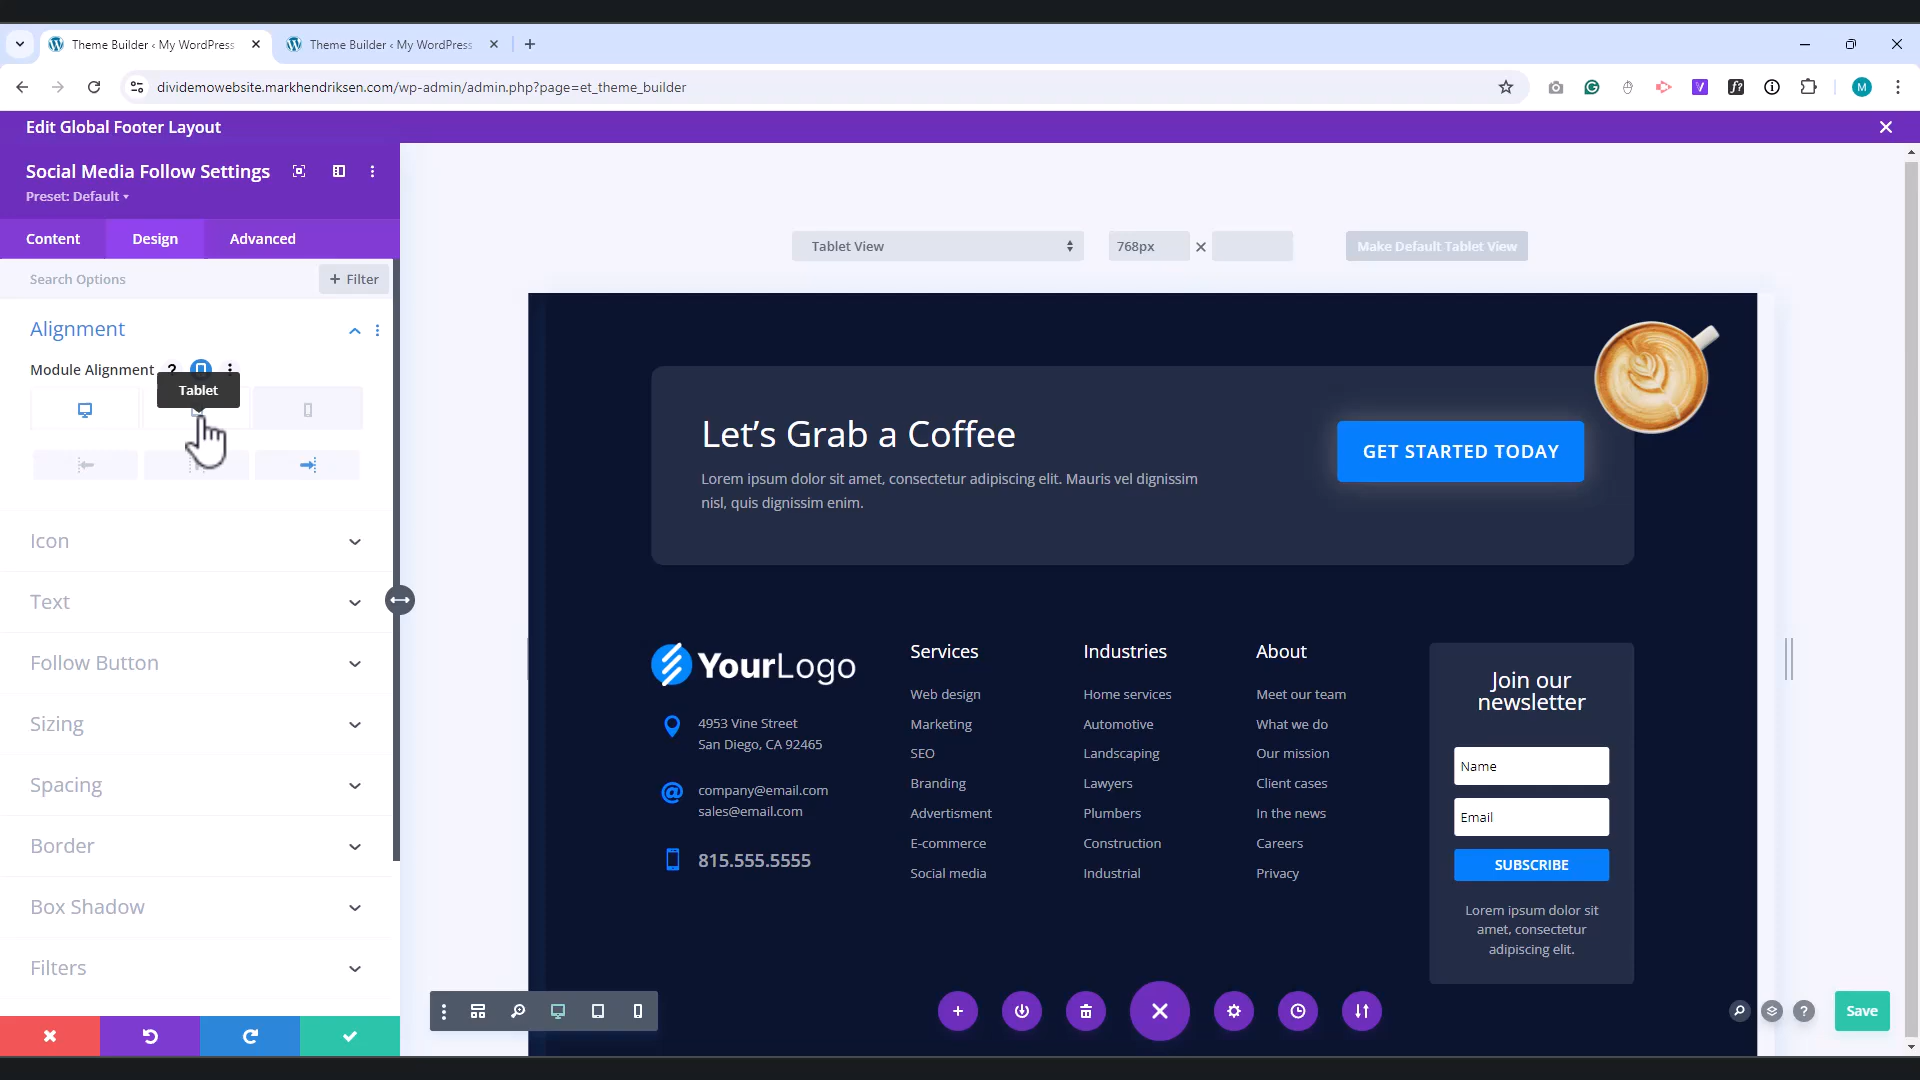 Theme Builder ‹ My WordPress
Theme Builder ‹ My WordPress
dividemowebsite.markhendriksen.com/wp-admin/admin.php?page=et_theme_builder
M
Edit Global Footer Layout
Social Media Follow Settings
Preset: Default
Content
Design
Advanced
Search Options
+ Filter
Alignment
Module Alignment
?
Tablet
Icon
Text
Follow Button
Sizing
Spacing
Border
Box Shadow
Filters
Tablet View
768px
Make Default Tablet View
Let’s Grab a Coffee
Lorem ipsum dolor sit amet, consectetur adipiscing elit. Mauris vel dignissim
nisl, quis dignissim enim.
GET STARTED TODAY
YourLogo
4953 Vine Street
San Diego, CA 92465
company@email.com
sales@email.com
815.555.5555
Services
Web design
Marketing
SEO
Branding
Advertisment
E-commerce
Social media
Industries
Home services
Automotive
Landscaping
Lawyers
Plumbers
Construction
Industrial
About
Meet our team
What we do
Our mission
Client cases
In the news
Careers
Privacy
Join our
newsletter
Name
Email
SUBSCRIBE
Lorem ipsum dolor sit
amet, consectetur
adipiscing elit.
?
Save